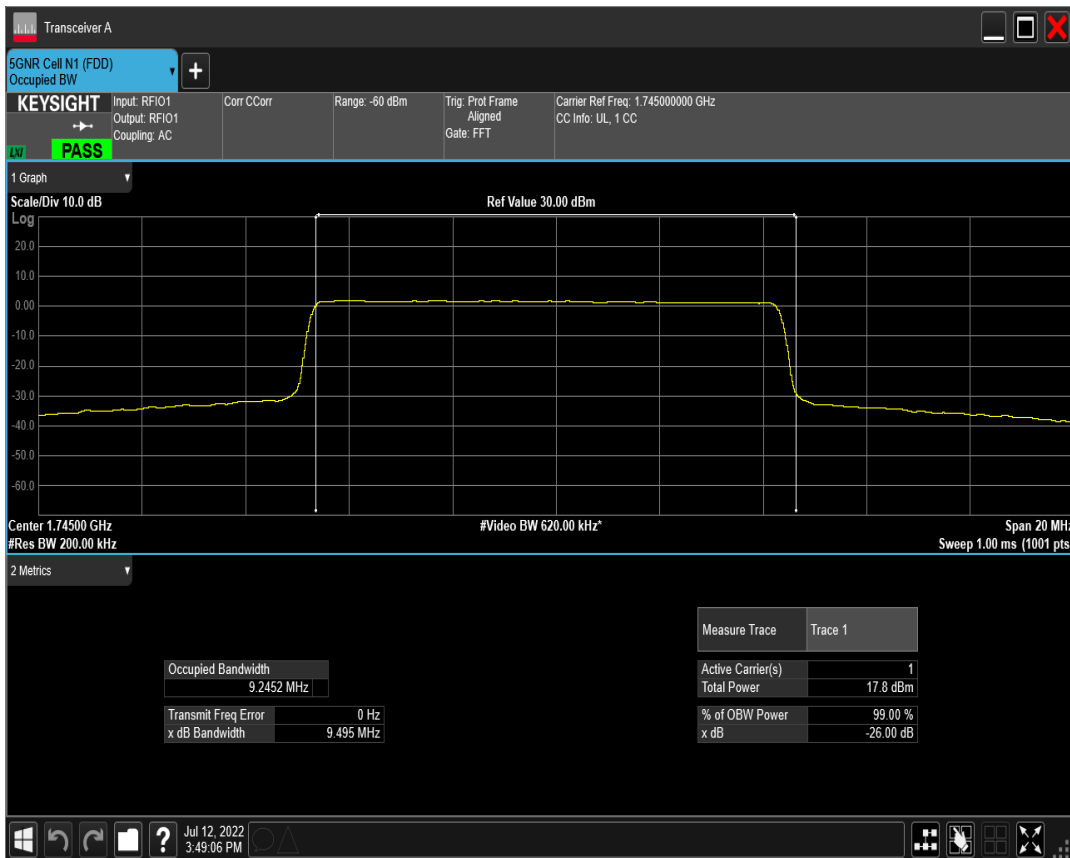 Transceiver A
5GNR Cell N1 (FDD)
Occupied BW
+
KEYSIGHT
LXI
PASS
Input: RFIO1
Output: RFIO1
Coupling: AC
Corr CCorr
Range: -60 dBm
Trig: Prot Frame
Aligned
Gate: FFT
Carrier Ref Freq: 1.745000000 GHz
CC Info: UL, 1 CC
1 Graph
Scale/Div 10.0 dB
Ref Value 30.00 dBm
Log
20.0
10.0
0.00
-10.0
-20.0
-30.0
-40.0
-50.0
-60.0
Center 1.74500 GHz
#Video BW 620.00 kHz*
Span 20 MHz
#Res BW 200.00 kHz
Sweep 1.00 ms (1001 pts
2 Metrics
Measure Trace Trace 1
Occupied Bandwidth
9.2452 MHz
Active Carrier(s) 1
Total Power 17.8 dBm
Transmit Freq Error 0 Hz
x dB Bandwidth 9.495 MHz
% of OBW Power 99.00 %
x dB -26.00 dB
?
Jul 12, 2022
3:49:06 PM